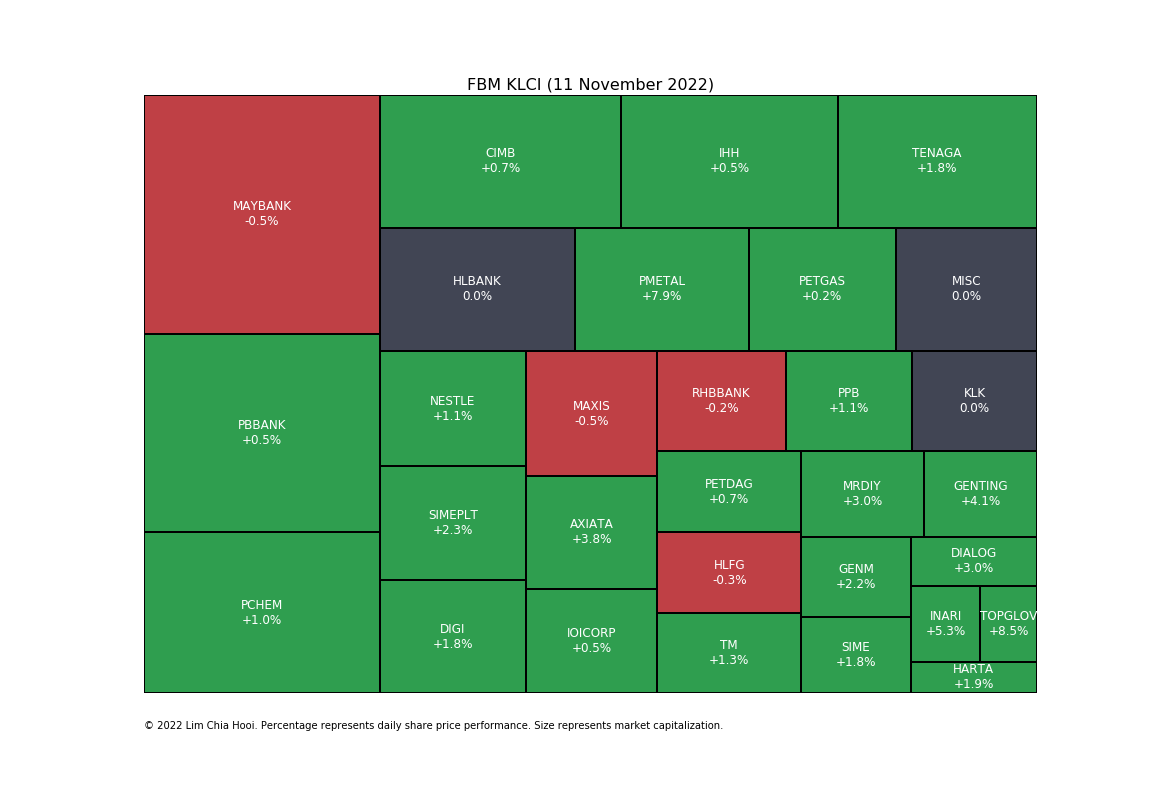 FBM KLCI (11 November 2022)
MAYBANK
-0.5%
PBBANK
+0.5%
PCHEM
+1.0%
CIMB
+0.7%
IHH
+0.5%
TENAGA
+1.8%
HLBANK
0.0%
PMETAL
+7.9%
PETGAS
+0.2%
MISC
0.0%
NESTLE
+1.1%
SIMEPLT
+2.3%
DIGI
+1.8%
MAXIS
-0.5%
AXIATA
+3.8%
IOICORP
+0.5%
RHBBANK
-0.2%
PPB
+1.1%
KLK
0.0%
PETDAG
+0.7%
HLFG
-0.3%
TM
+1.3%
MRDIY
+3.0%
GENTING
+4.1%
GENM
+2.2%
SIME
+1.8%
DIALOG
+3.0%
INARI
+5.3%
TOPGLOV
+8.5%
HARTA
+1.9%
© 2022 Lim Chia Hooi. Percentage represents daily share price performance. Size represents market capitalization.